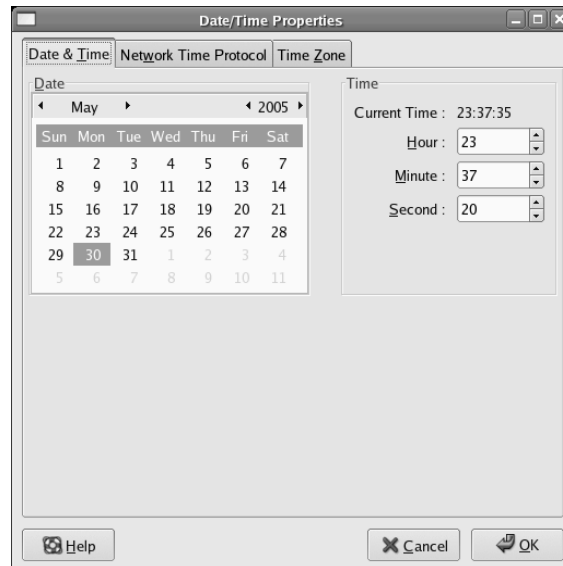 Date/Time Properties
Date & Time Network Time Protocol Time Zone
Date
May 2005
Sun Mon Tue Wed Thu Fri Sat
1 2 3 4 5 6 7
8 9 10 11 12 13 14
15 16 17 18 19 20 21
22 23 24 25 26 27 28
29 30 31 1 2 3 4
5 6 7 8 9 10 11
Time
Current Time : 23:37:35
Hour : 23
Minute : 37
Second : 20
Help Cancel OK